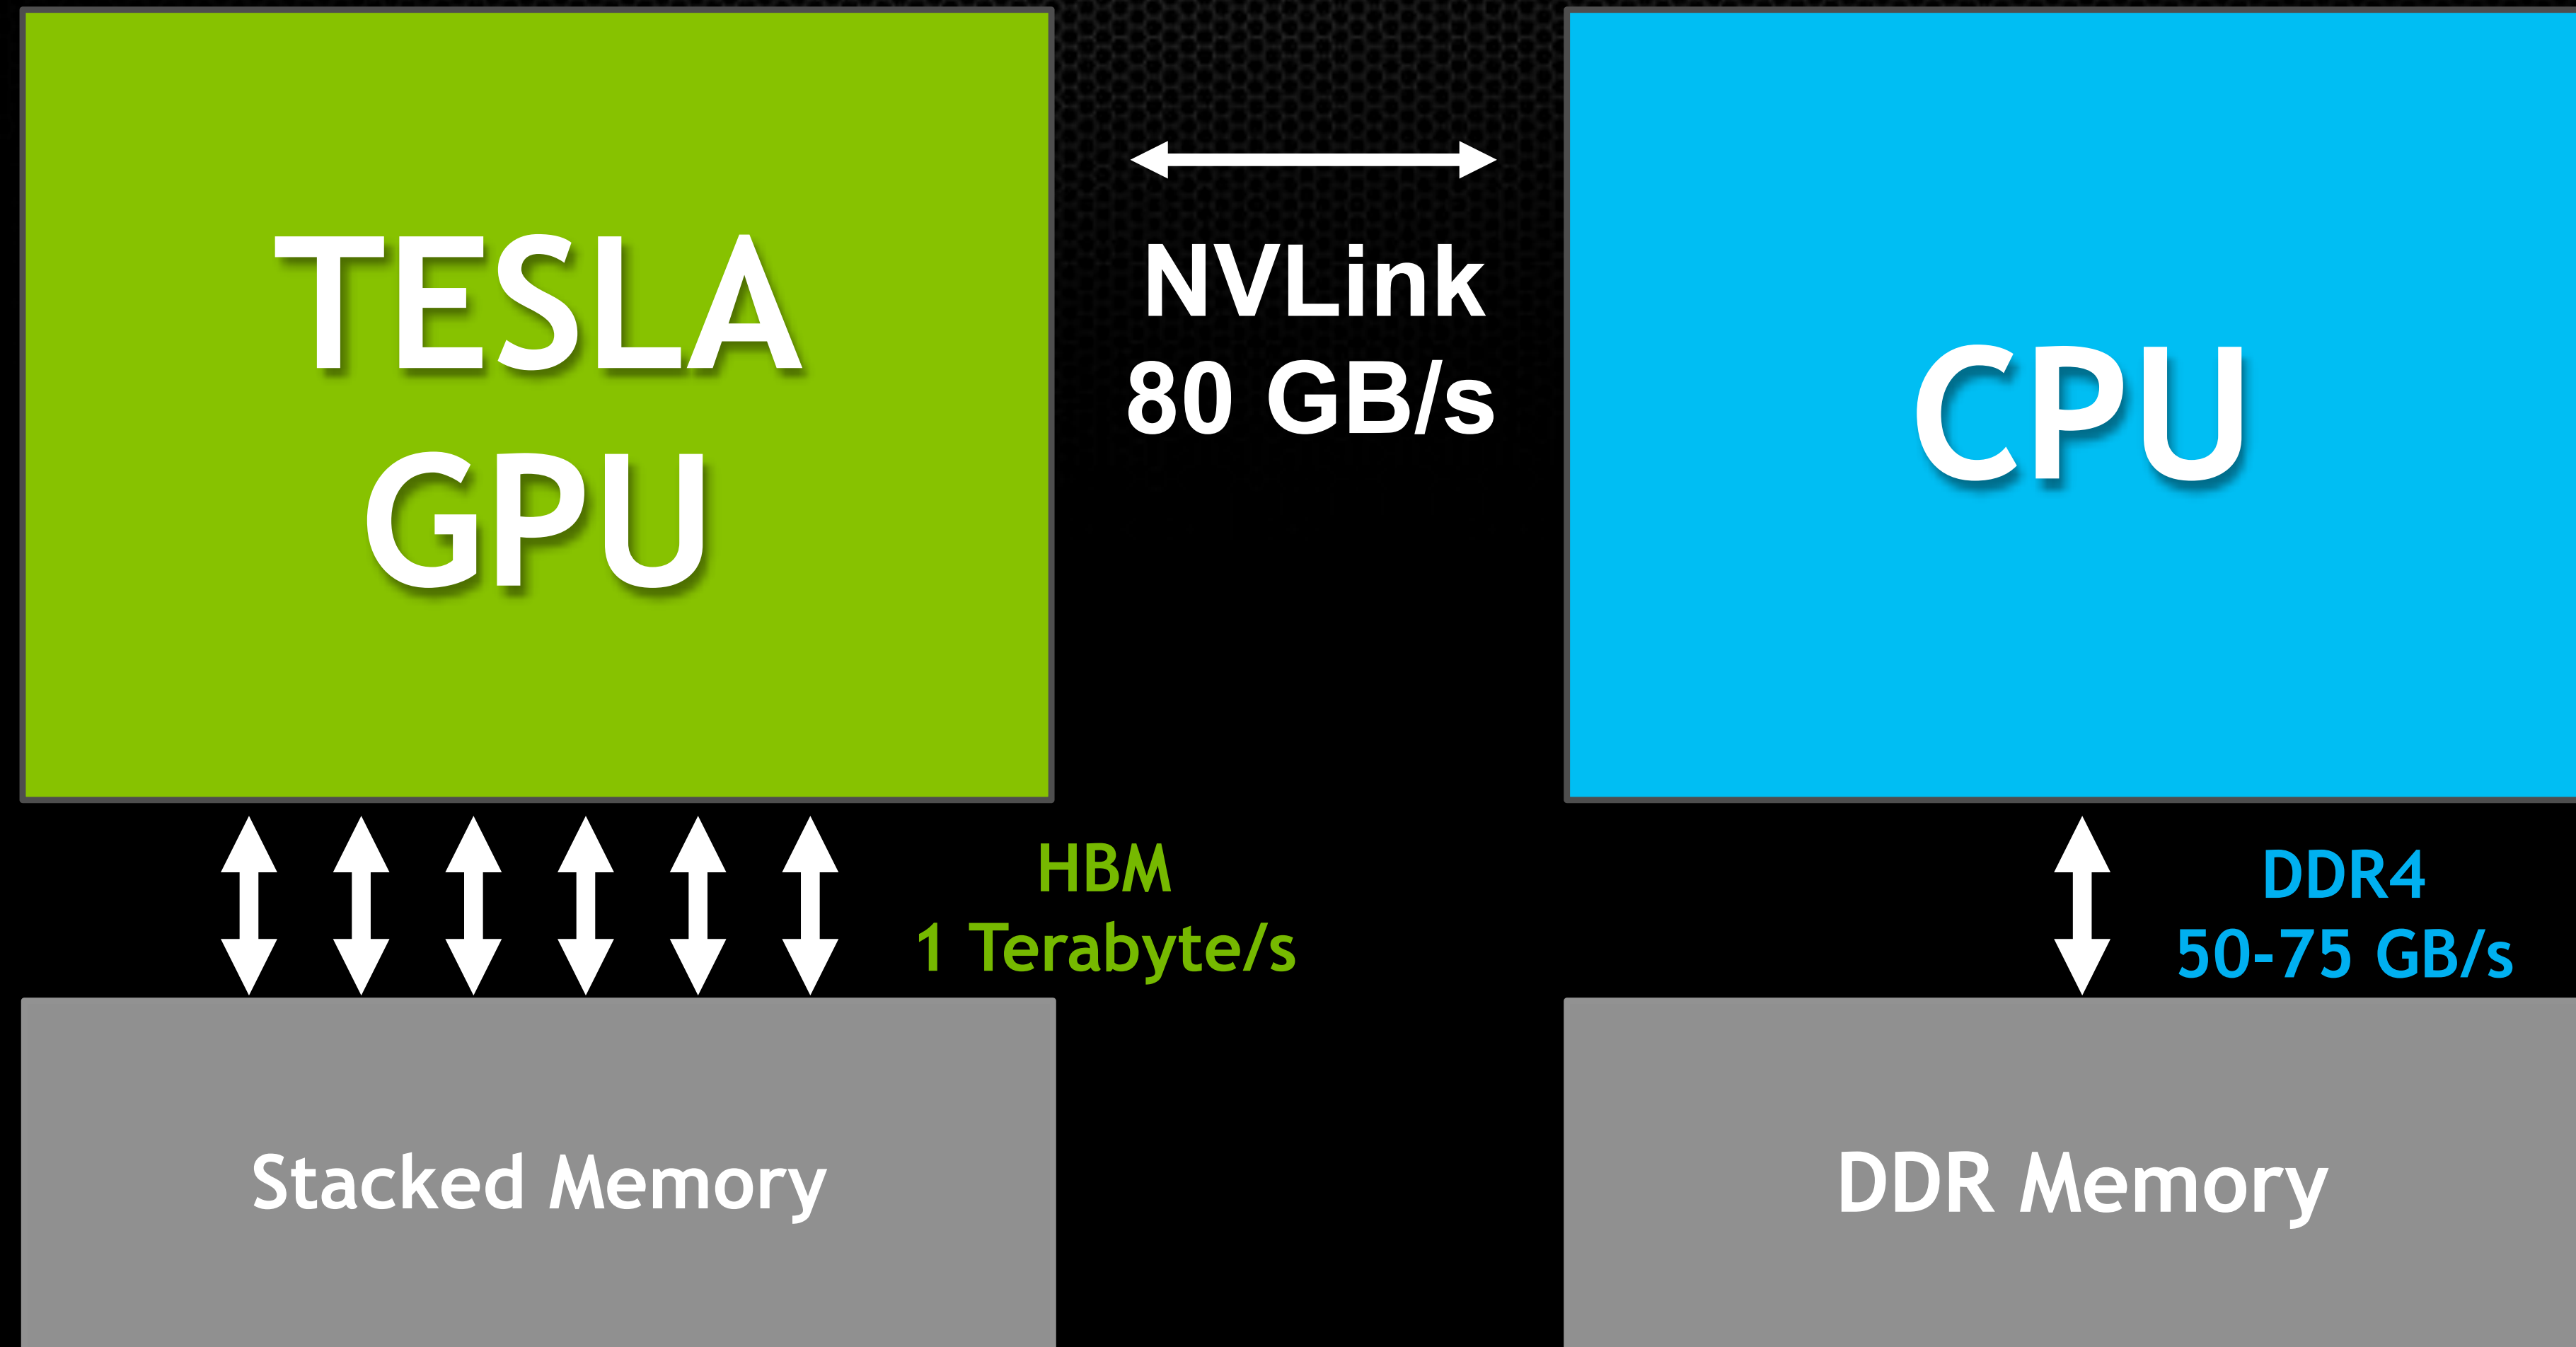 TESLA
GPU
NVLink
80 GB/s
CPU
HBM
1 Terabyte/s
DDR4
50-75 GB/s
Stacked Memory
DDR Memory